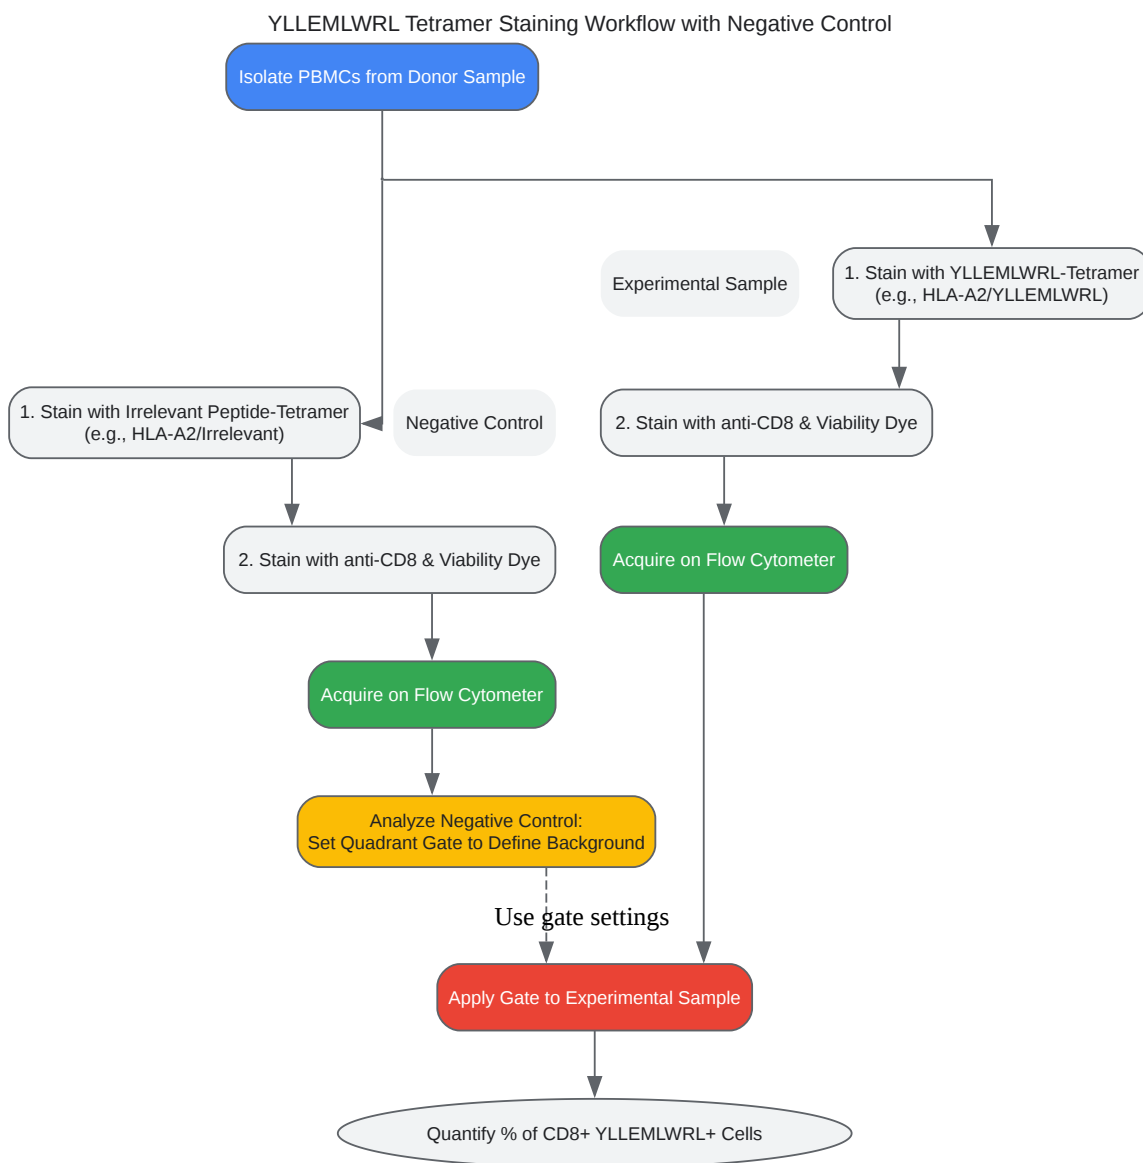 YLLEMLWRL Tetramer Staining Workflow with Negative Control
Isolate PBMCs from Donor Sample
Experimental Sample
1. Stain with YLLEMLWRL-Tetramer
(e.g., HLA-A2/YLLEMLWRL)
1. Stain with Irrelevant Peptide-Tetramer
(e.g., HLA-A2/Irrelevant)
Negative Control
2. Stain with anti-CD8 & Viability Dye
2. Stain with anti-CD8 & Viability Dye
Acquire on Flow Cytometer
Acquire on Flow Cytometer
Analyze Negative Control:
Set Quadrant Gate to Define Background
Use gate settings
Apply Gate to Experimental Sample
Quantify % of CD8+ YLLEMLWRL+ Cells